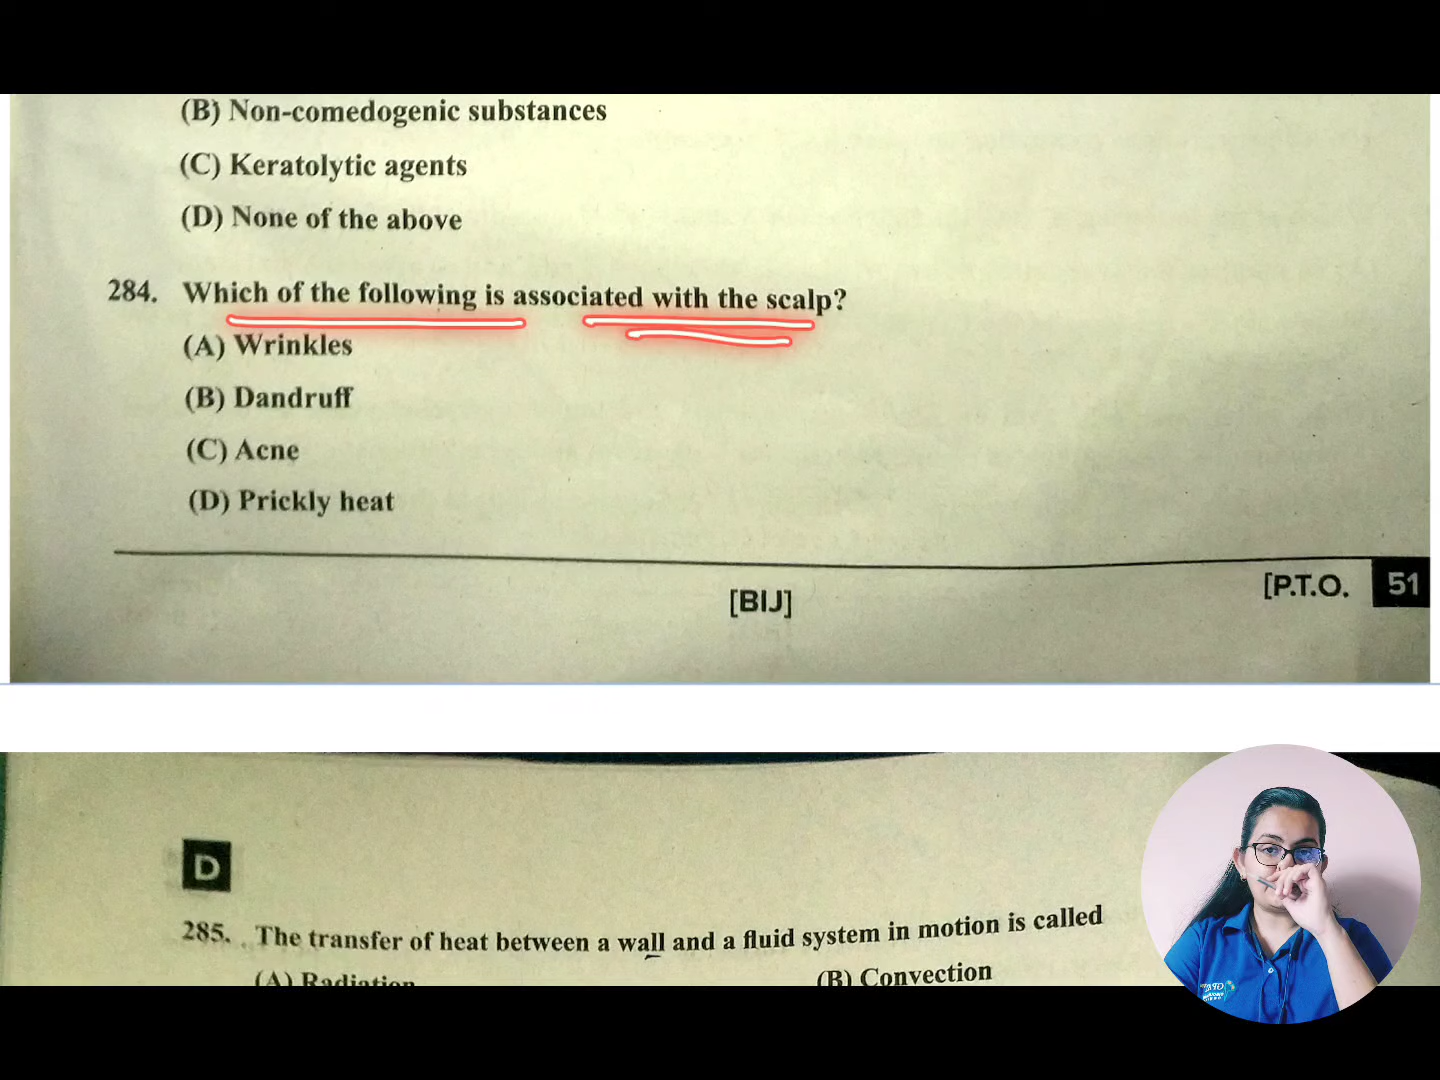 (B) Non-comedogenic substances
(C) Keratolytic agents
(D) None of the above
284. Which of the following is associated with the scalp?
(A) Wrinkles
(B) Dandruff
(C) Acne
(D) Prickly heat
[BIJ]
[P.T.O. 51
D
285. The transfer of heat between a wall and a fluid system in motion is called
(A) Radiation (B) Convection